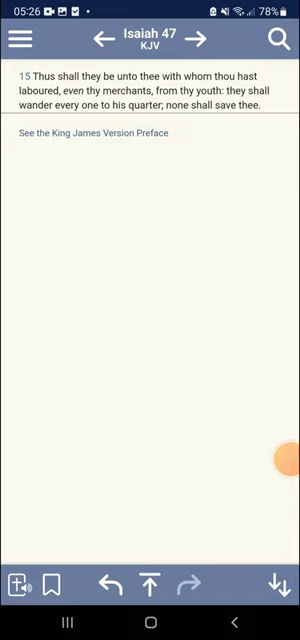 05:26
78%
Isaiah 47
KJV
15 Thus shall they be unto thee with whom thou hast
laboured, even thy merchants, from thy youth: they shall
wander every one to his quarter; none shall save thee.
See the King James Version Preface